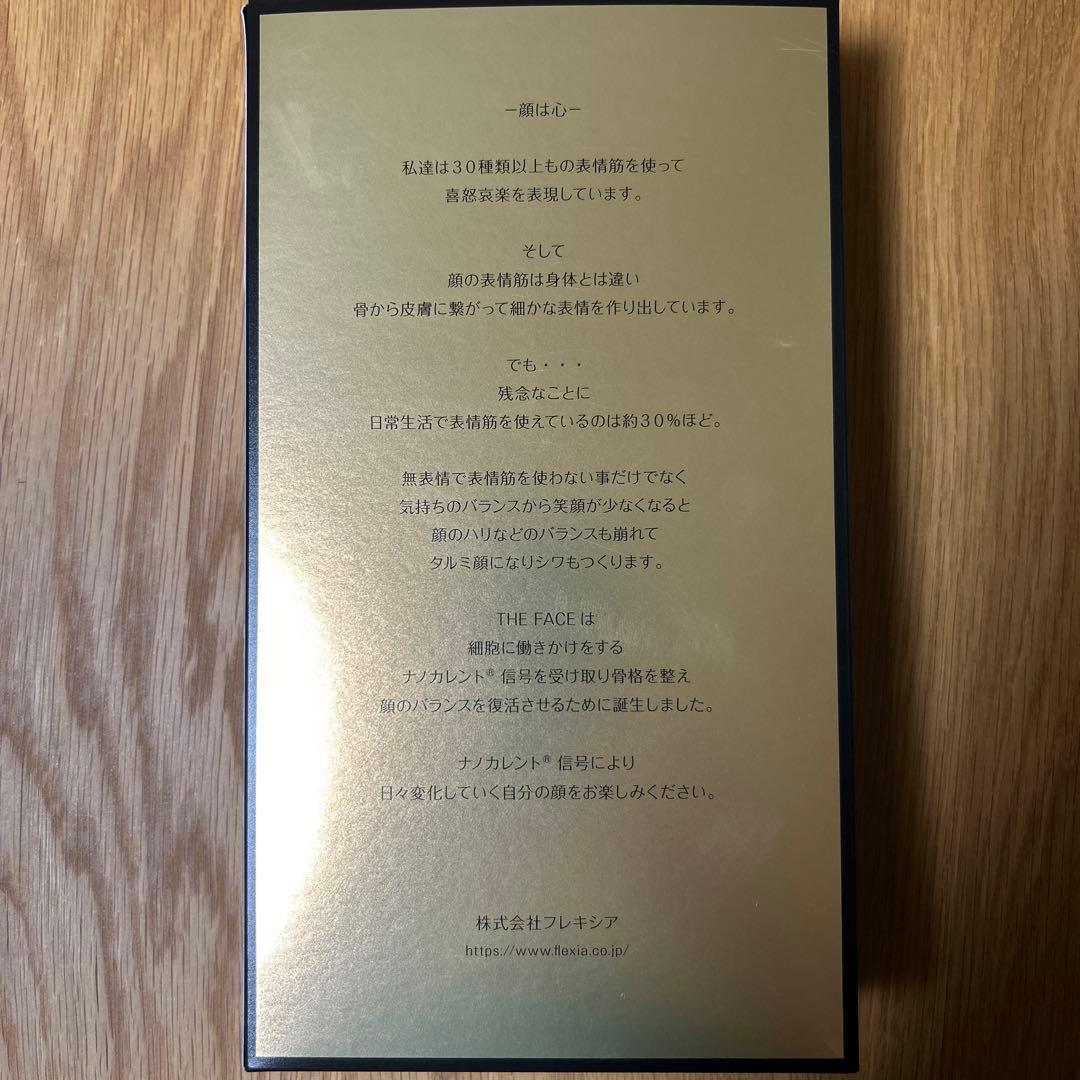 －顔は心－
私達は３０種類以上もの表情筋を使って
喜怒哀楽を表現しています。
そして
顔の表情筋は身体とは違い
骨から皮膚に繋がって細かな表情を作り出しています。
でも・・・
残念なことに
日常生活で表情筋を使えているのは約３０％ほど。
無表情で表情筋を使わない事だけでなく
気持ちのバランスから笑顔が少なくなると
顔のハリなどのバランスも崩れて
タルミ顔になりシワもつくります。
THE FACE は
細胞に働きかけをする
ナノカレント® 信号を受け取り骨格を整え
顔のバランスを復活させるために誕生しました。
ナノカレント® 信号により
日々変化していく自分の顔をお楽しみください。
株式会社フレキシア
https://www.flexia.co.jp/